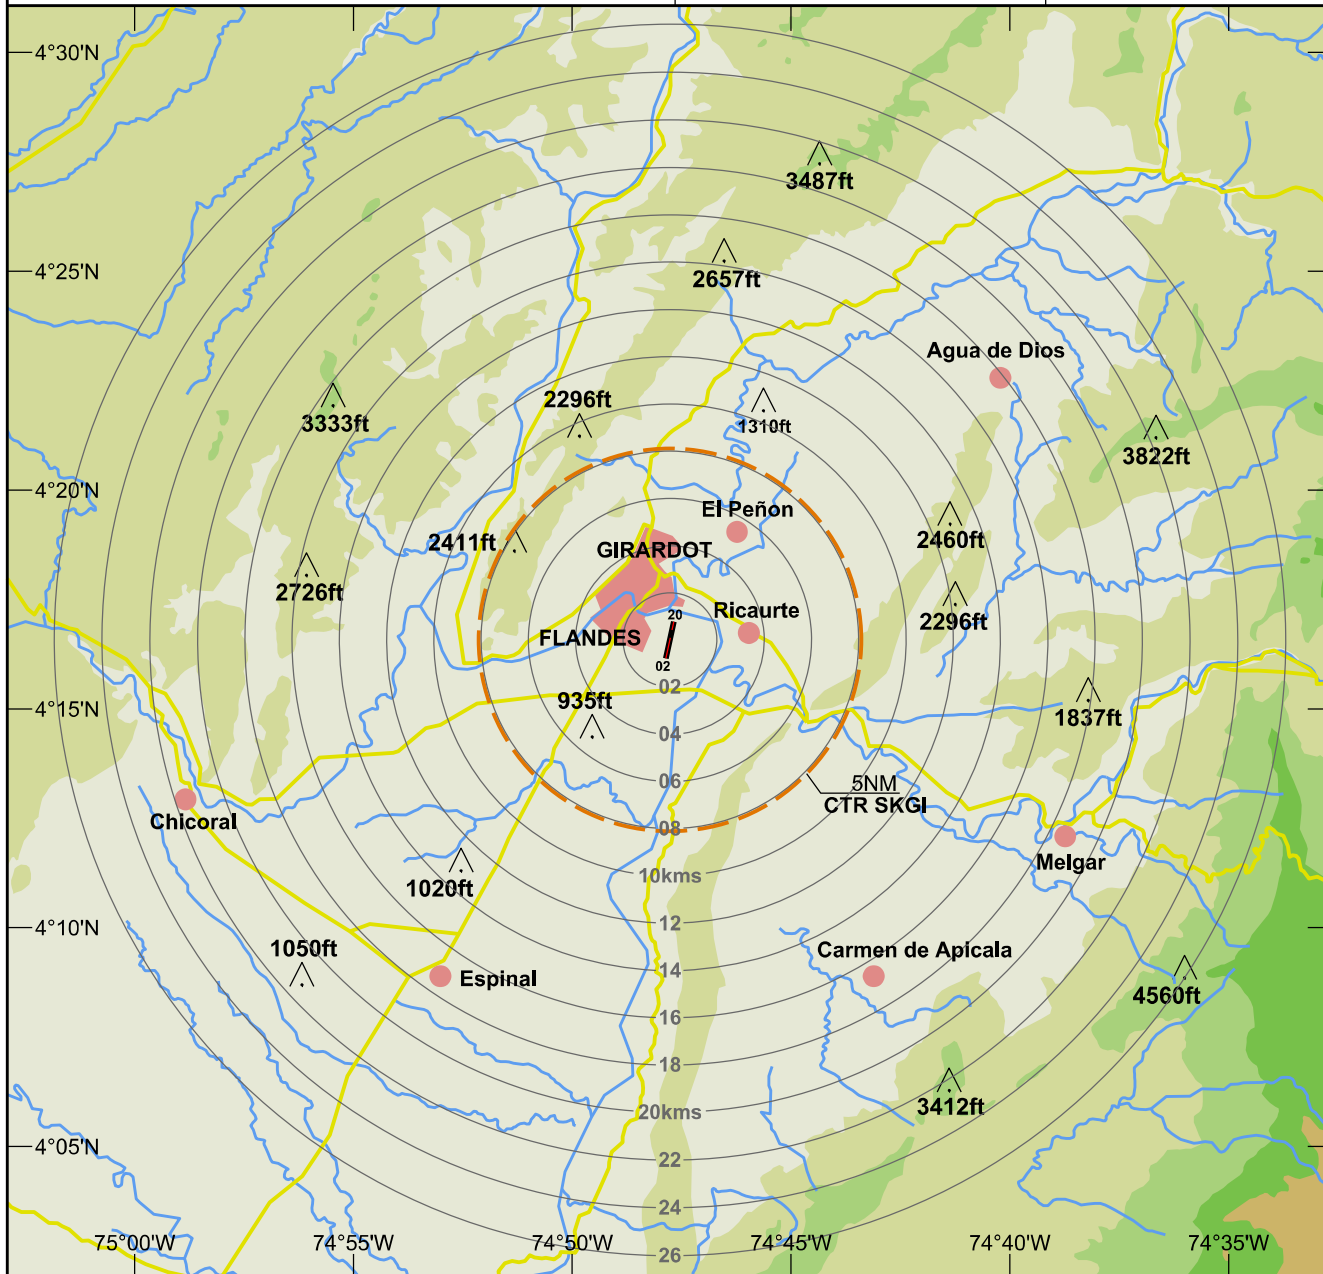 4°30'N
3487ft
4°25'N
2657ft
Agua de Dios
2296ft
3333ft
1310ft
3822ft
4°20'N
El Peñón
2411ft
GIRARDOT
2460ft
2726ft
Ricaurte
2296ft
20
FLANDES
02
02
935ft
4°15'N
1837ft
04
06
5NM
CTR SKGI
Chicoral
08
Melgar
10kms
1020ft
12
4°10'N
1050ft
Carmen de Apicala
14
Espinal
4560ft
16
18
3412ft
20kms
4°05'N
22
24
75°00'W
74°55'W
74°50'W
74°45'W
74°40'W
74°35'W
26